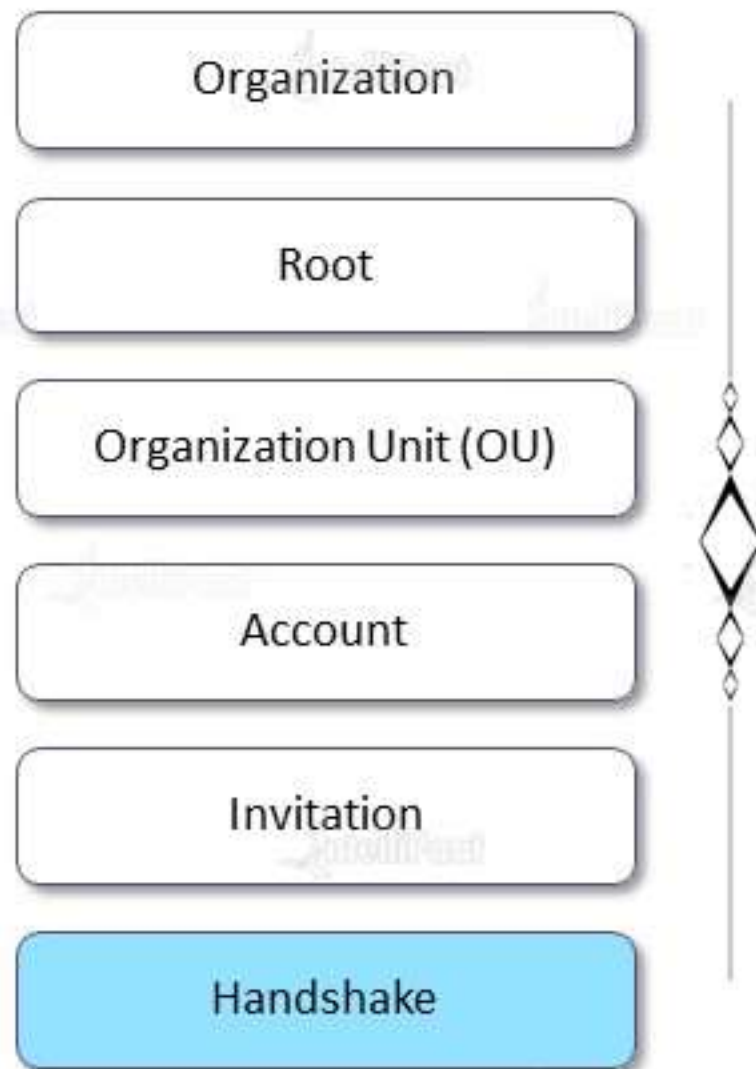 Organization
Root
Organization Unit (OU)
Account
Invitation
Handshake